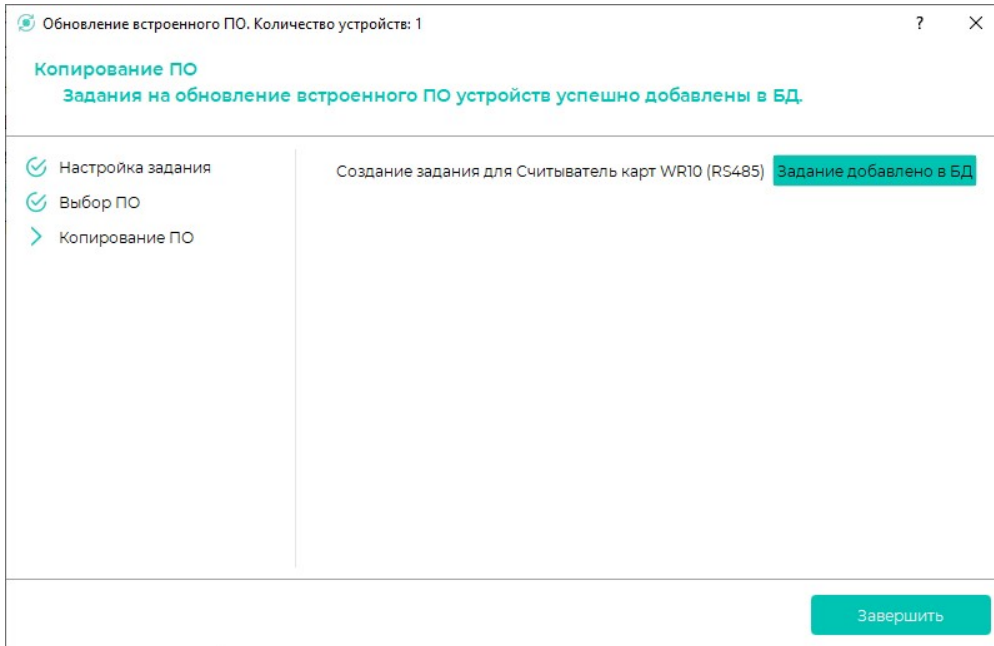 Обновление встроенного ПО. Количество устройств: 1
Копирование ПО
Задания на обновление встроенного ПО устройств успешно добавлены в БД.
Настройка задания
Выбор ПО
Копирование ПО
Создание задания для Считыватель карт WR10 (RS485) Задание добавлено в БД
Завершить